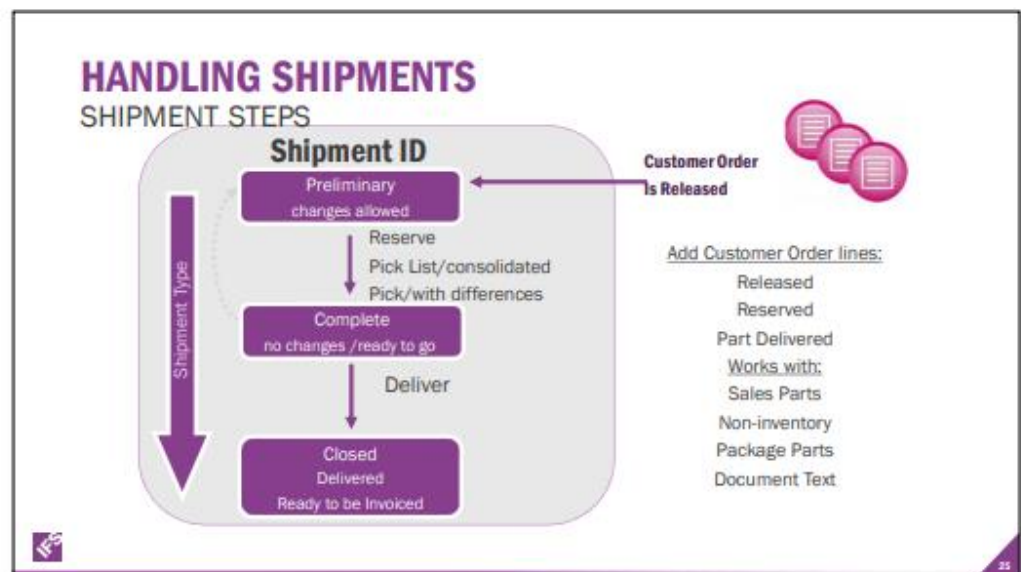 HANDLING SHIPMENTS
SHIPMENT STEPS
Shipment ID
Shipment Type
Preliminary
changes allowed
Reserve
Pick List/consolidated
Pick/with differences
Complete
no changes /ready to go
Deliver
Closed
Delivered
Ready to be Invoiced
Customer Order
Is Released
Add Customer Order lines:
Released
Reserved
Part Delivered
Works with:
Sales Parts
Non-inventory
Package Parts
Document Text
IFS
25